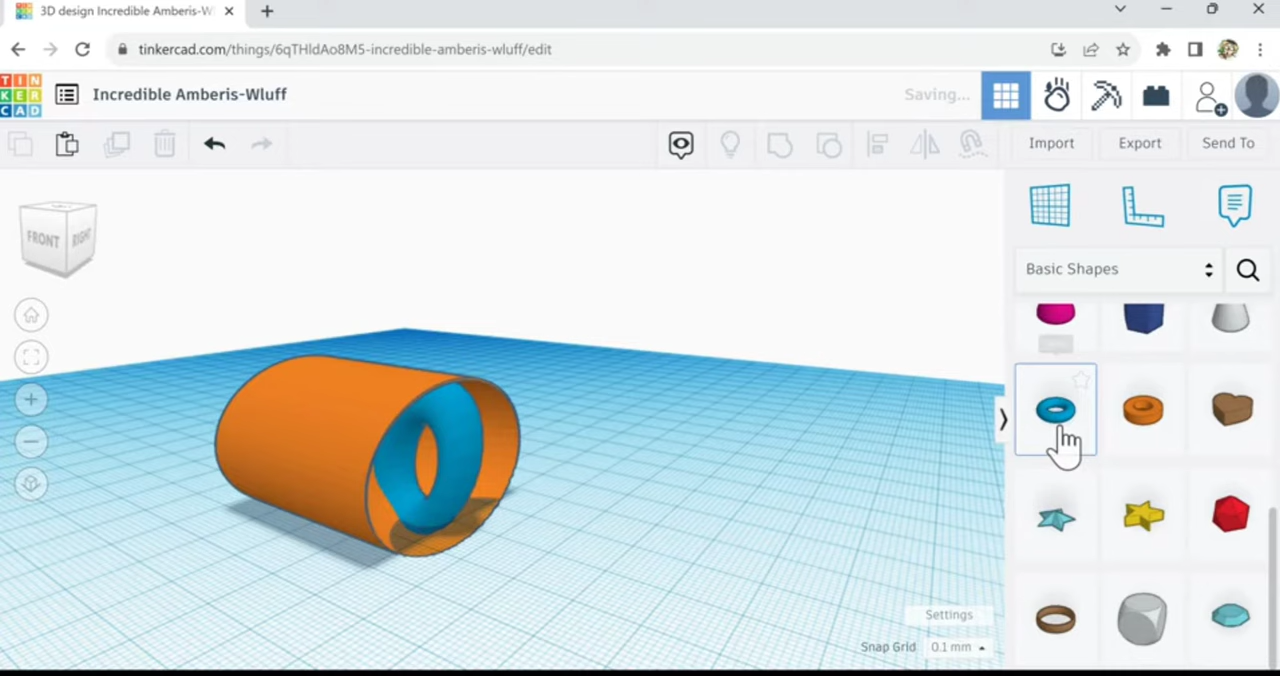 3D design Incredible Amberis-W
tinkercad.com/things/6qTHldAo8M5-incredible-amberis-wluff/edit
TIN
KER
CAD
Incredible Amberis-Wluff
Saving...
Import
Export
Send To
FRONT
RIGHT
Basic Shapes
Settings
Snap Grid
0.1 mm